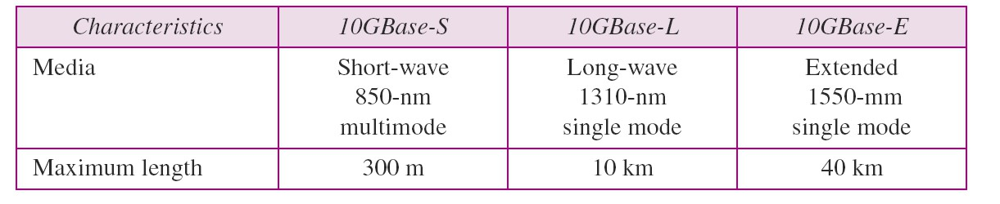 Characteristics 10GBase-S 10GBase-L 10GBase-E
Media Short-wave Long-wave Extended
850-nm 1310-nm 1550-mm
multimode single mode single mode
Maximum length 300 m 10 km 40 km